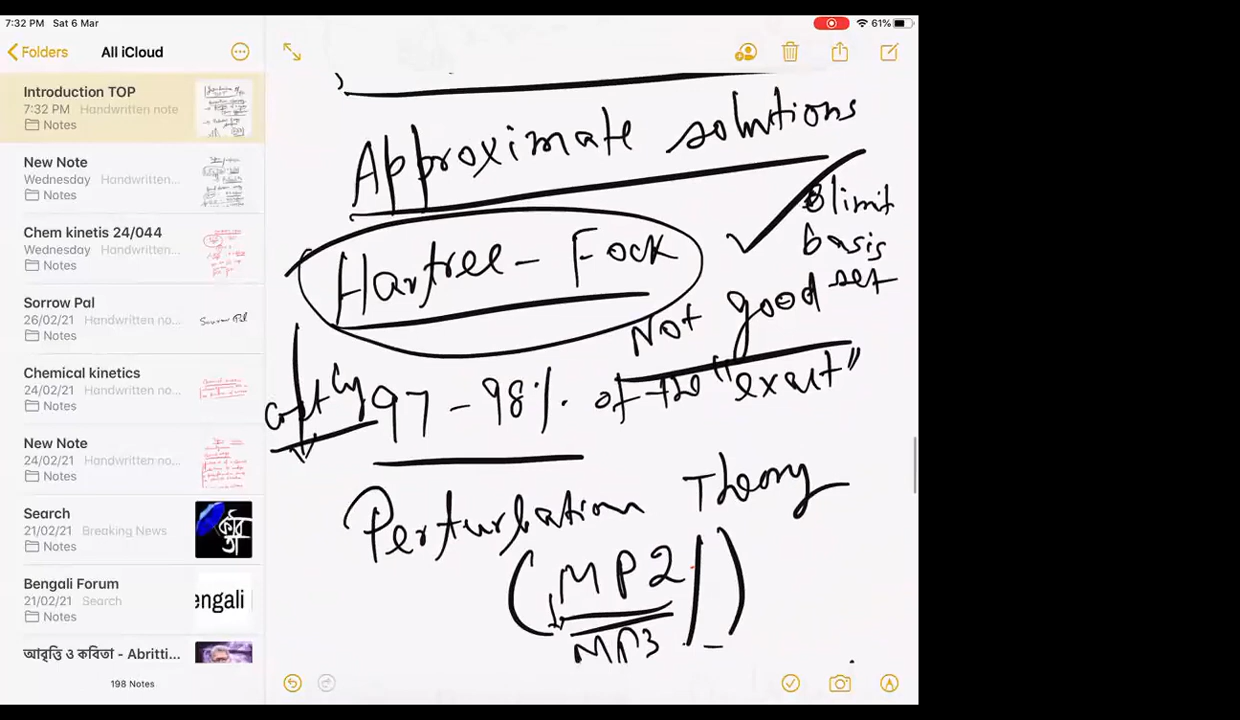 7:32 PM Sat 6 Mar
61%
Folders
All iCloud
Introduction TOP
7:32 PM Handwritten note
Notes
New Note
Wednesday Handwritten...
Notes
Chem kinetis 24/044
Wednesday Handwritten...
Notes
Sorrow Pal
26/02/21 Handwritten no...
Notes
Chemical kinetics
24/02/21 Handwritten no...
Notes
New Note
24/02/21 Handwritten no...
Notes
Search
21/02/21 Breaking News
Notes
Bengali Forum
21/02/21 Search
Notes
engali
আবৃত্তি ও কবিতা - Abritti...
198 Notes
Approximate solutions
Hartree - Fock
limit
basis
set
Not good
Costly
97 - 98% of the "exact"
Perturbation Theory
(MP2
MP3 )